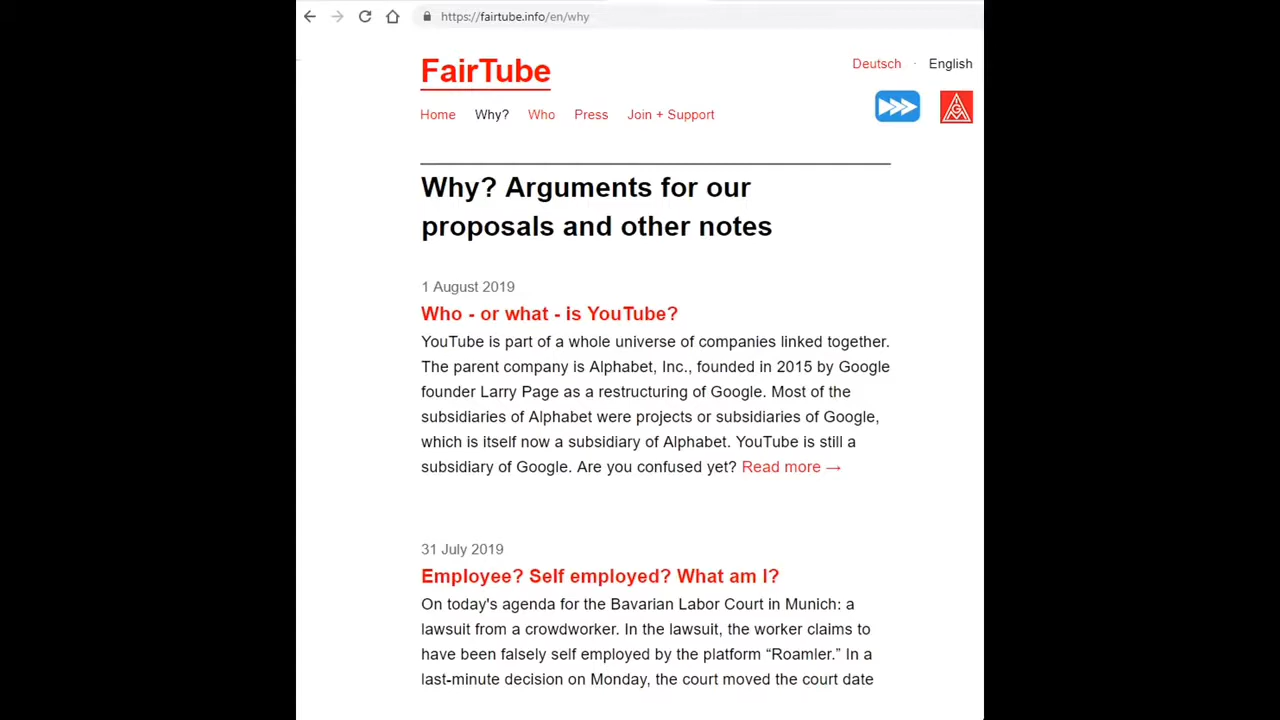 https://fairtube.info/en/why
FairTube
Deutsch · English
Home Why? Who Press Join + Support
Why? Arguments for our
proposals and other notes
1 August 2019
Who - or what - is YouTube?
YouTube is part of a whole universe of companies linked together.
The parent company is Alphabet, Inc., founded in 2015 by Google
founder Larry Page as a restructuring of Google. Most of the
subsidiaries of Alphabet were projects or subsidiaries of Google,
which is itself now a subsidiary of Alphabet. YouTube is still a
subsidiary of Google. Are you confused yet? Read more →
31 July 2019
Employee? Self employed? What am I?
On today's agenda for the Bavarian Labor Court in Munich: a
lawsuit from a crowdworker. In the lawsuit, the worker claims to
have been falsely self employed by the platform “Roamler.” In a
last-minute decision on Monday, the court moved the court date